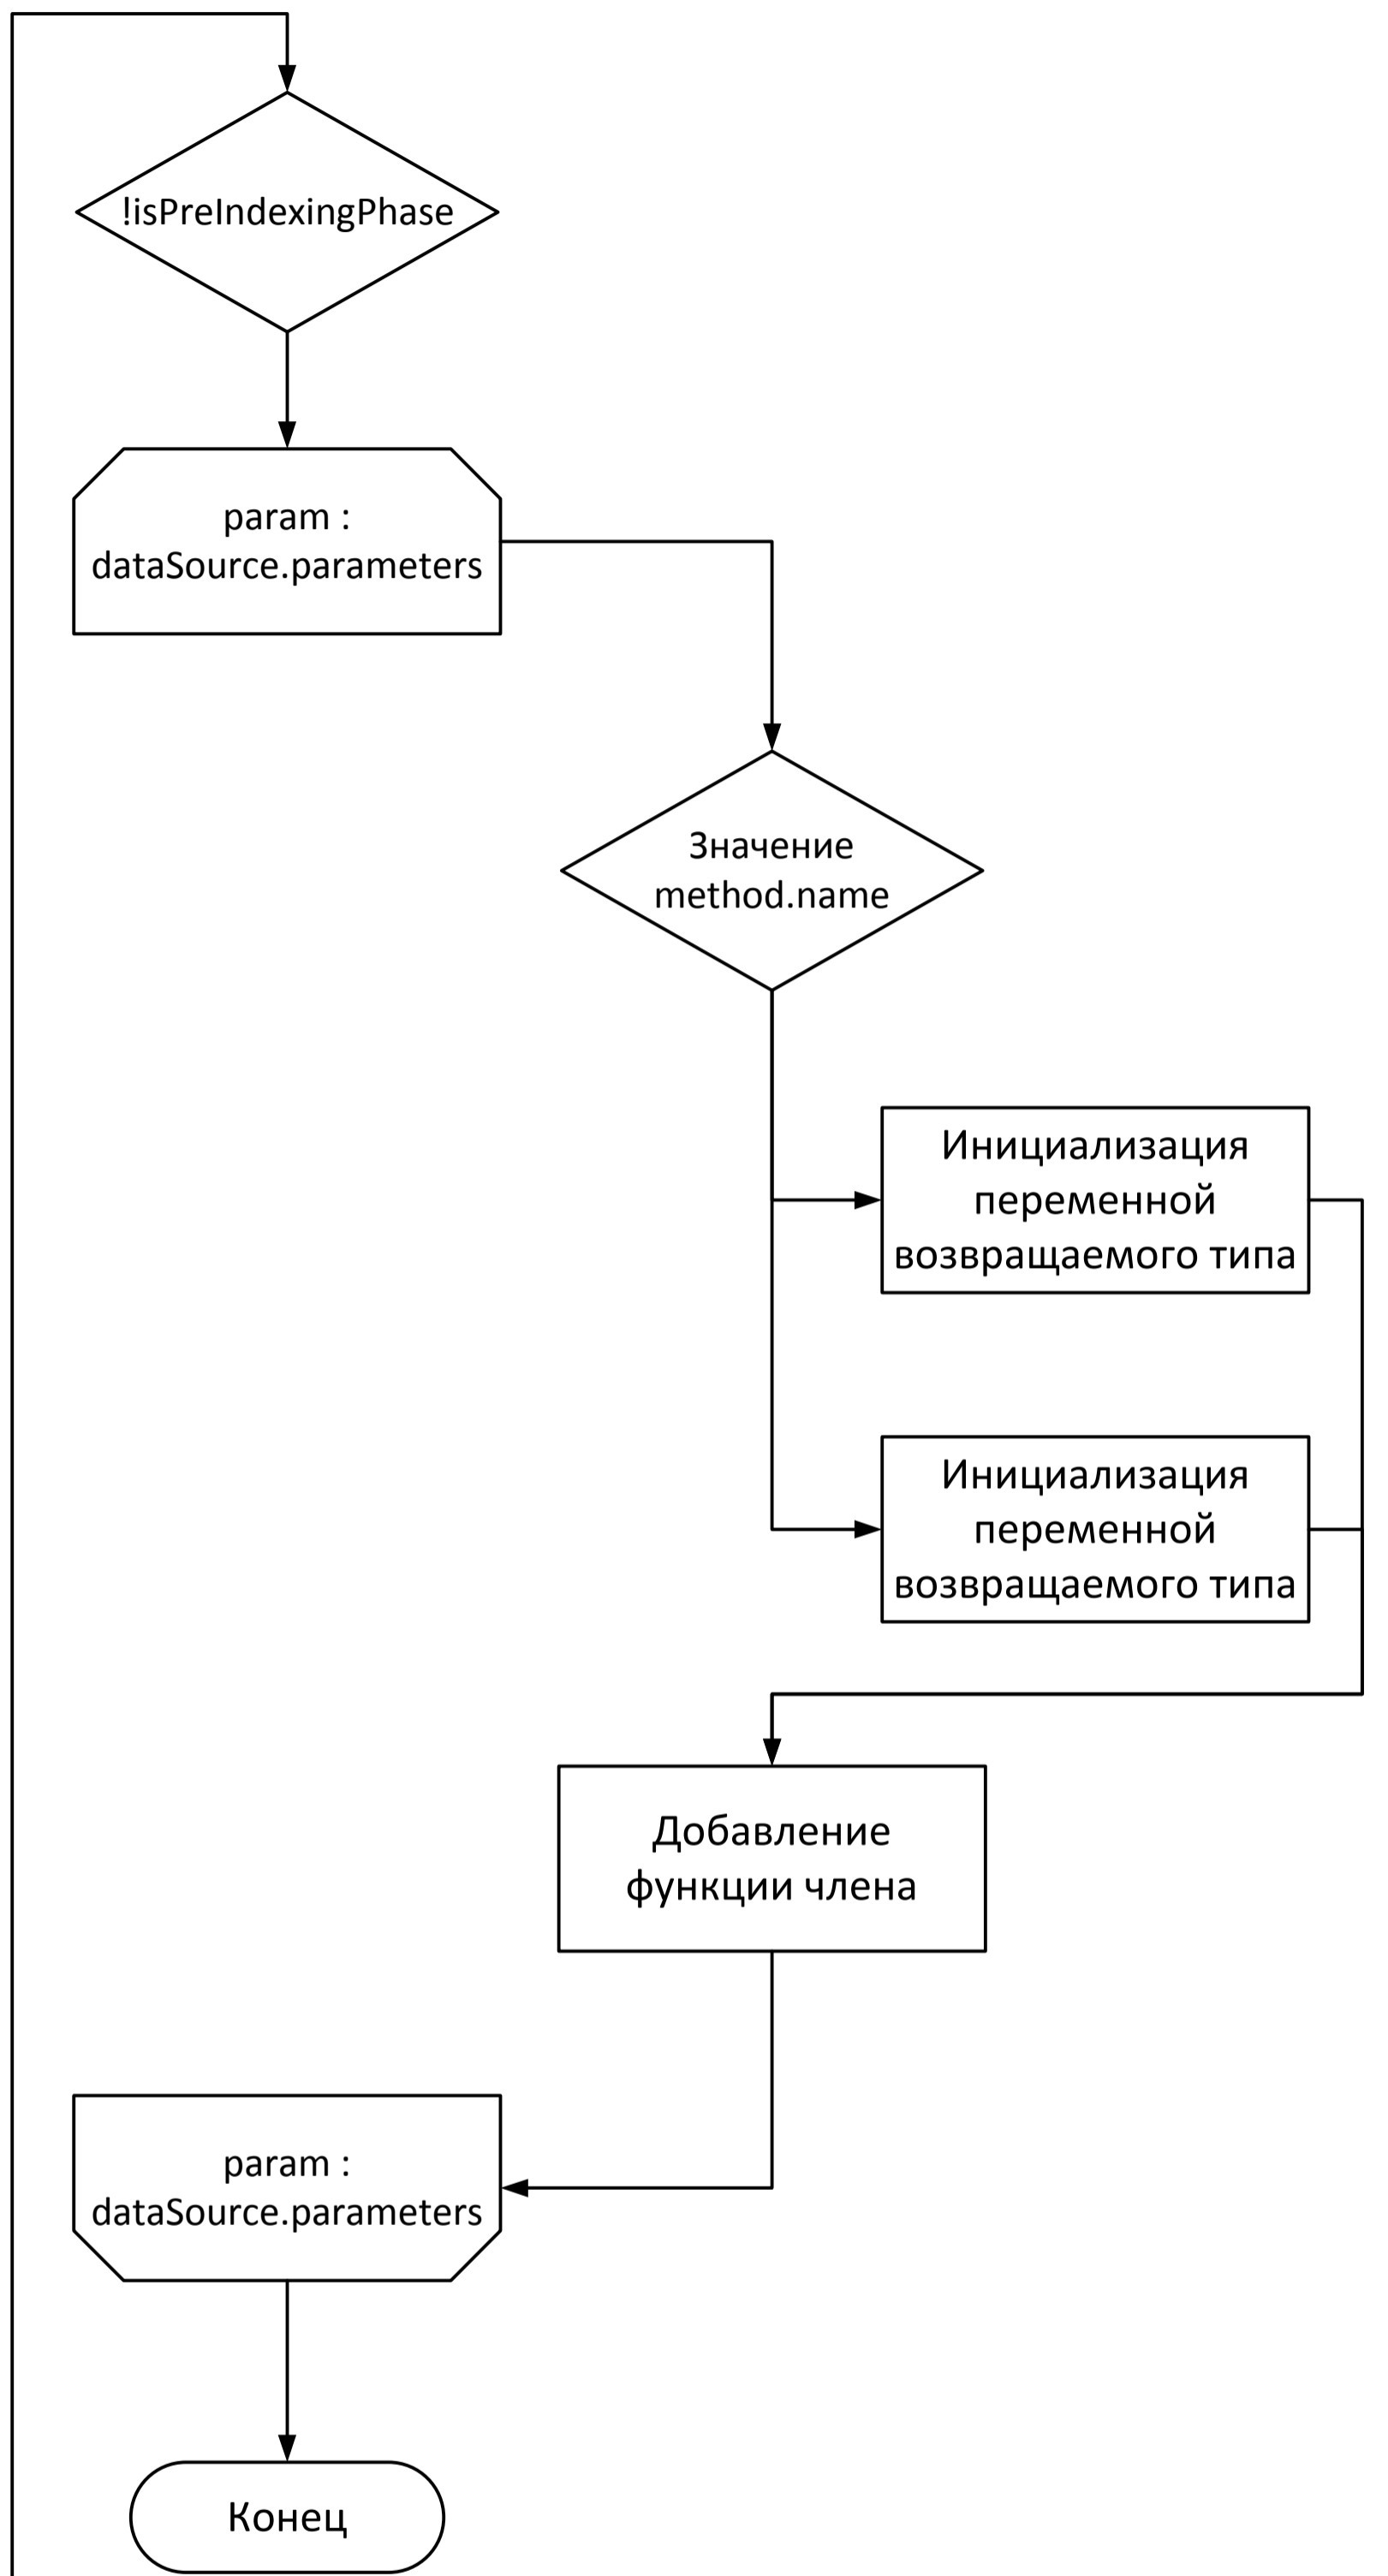 !isPreIndexingPhase
param :
dataSource.parameters
Значение
method.name
Инициализация
переменной
возвращаемого типа
Инициализация
переменной
возвращаемого типа
Добавление
функции члена
param :
dataSource.parameters
Конец